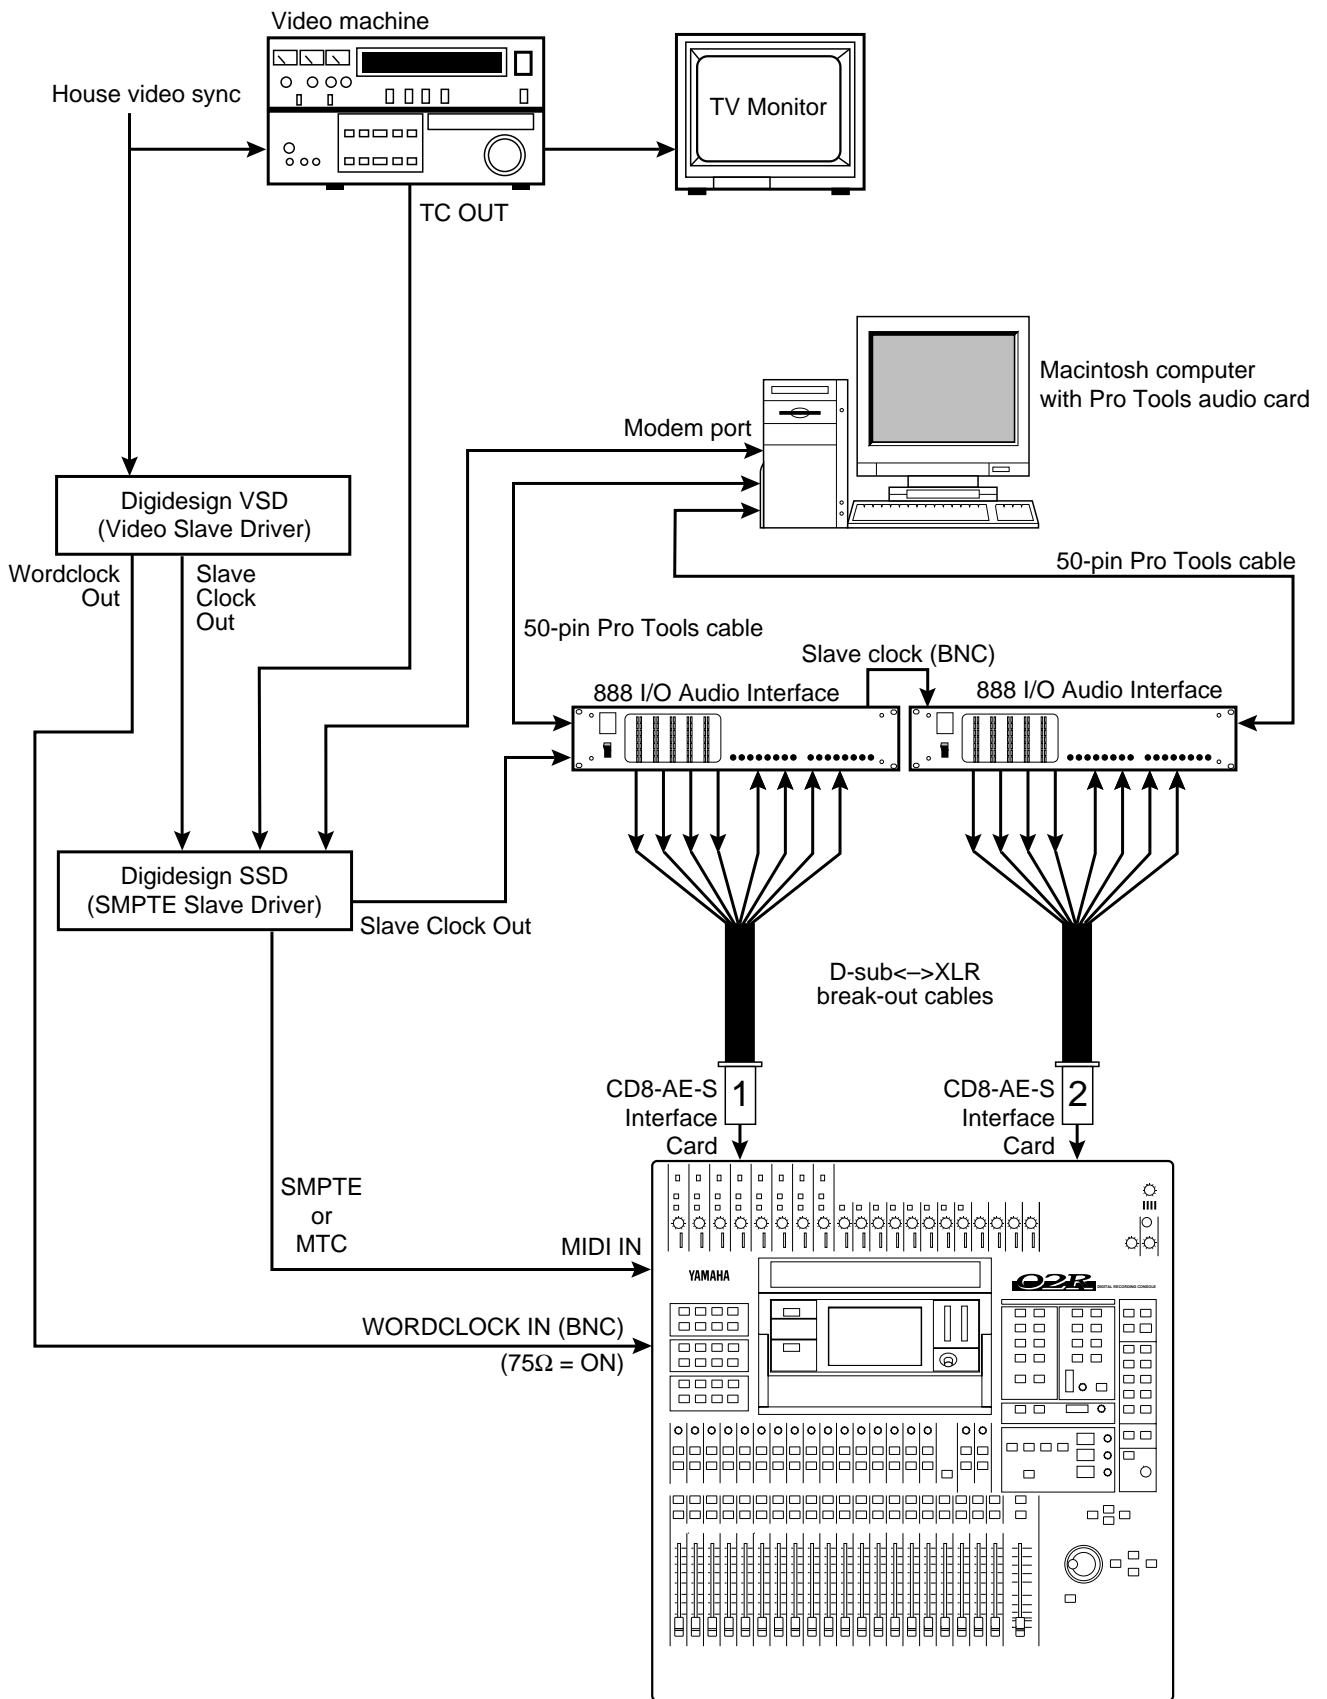 Video machine
House video sync
TV Monitor
TC OUT
Macintosh computer
with Pro Tools audio card
Modem port
Digidesign VSD
(Video Slave Driver)
Wordclock
Out
Slave
Clock
Out
50-pin Pro Tools cable
50-pin Pro Tools cable
Slave clock (BNC)
888 I/O Audio Interface
888 I/O Audio Interface
Digidesign SSD
(SMPTE Slave Driver)
Slave Clock Out
D-sub<–>XLR
break-out cables
CD8-AE-S
Interface
Card
1
CD8-AE-S
Interface
Card
2
SMPTE
or
MTC
MIDI IN
YAMAHA
02R
DIGITAL RECORDING CONSOLE
WORDCLOCK IN (BNC)
(75Ω = ON)